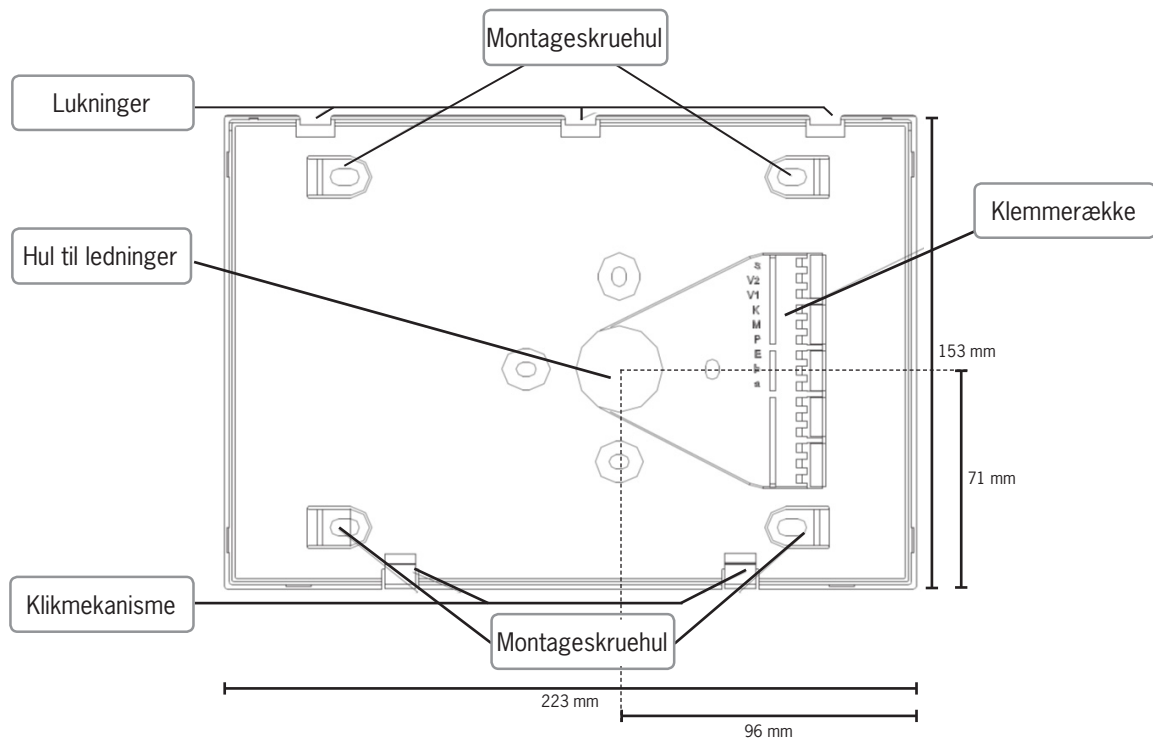 Montageskruehul
Lukninger
Klemmerække
Hul til ledninger
S
V2
V1
K
M
P
E
b
a
153 mm
71 mm
Klikmekanisme
Montageskruehul
223 mm
96 mm